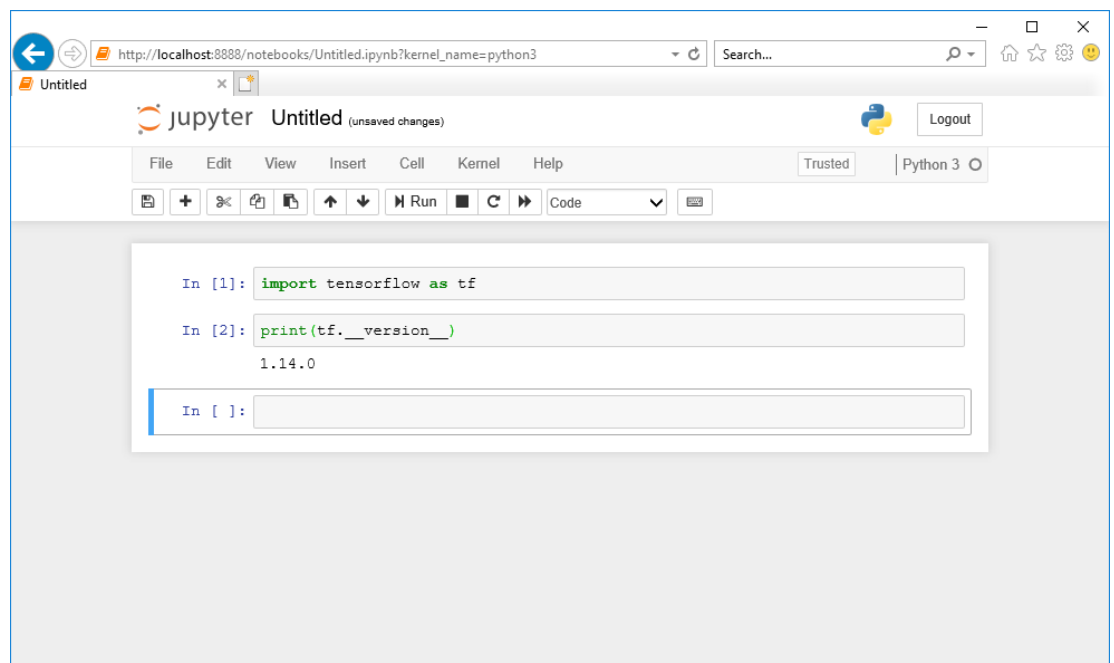 http://localhost:8888/notebooks/Untitled.ipynb?kernel_name=python3 Search...
Untitled
jupyter Untitled (unsaved changes) Logout
File Edit View Insert Cell Kernel Help Trusted Python 3
Run Code
In [1]: import tensorflow as tf
In [2]: print(tf.__version__)
1.14.0
In [ ]: